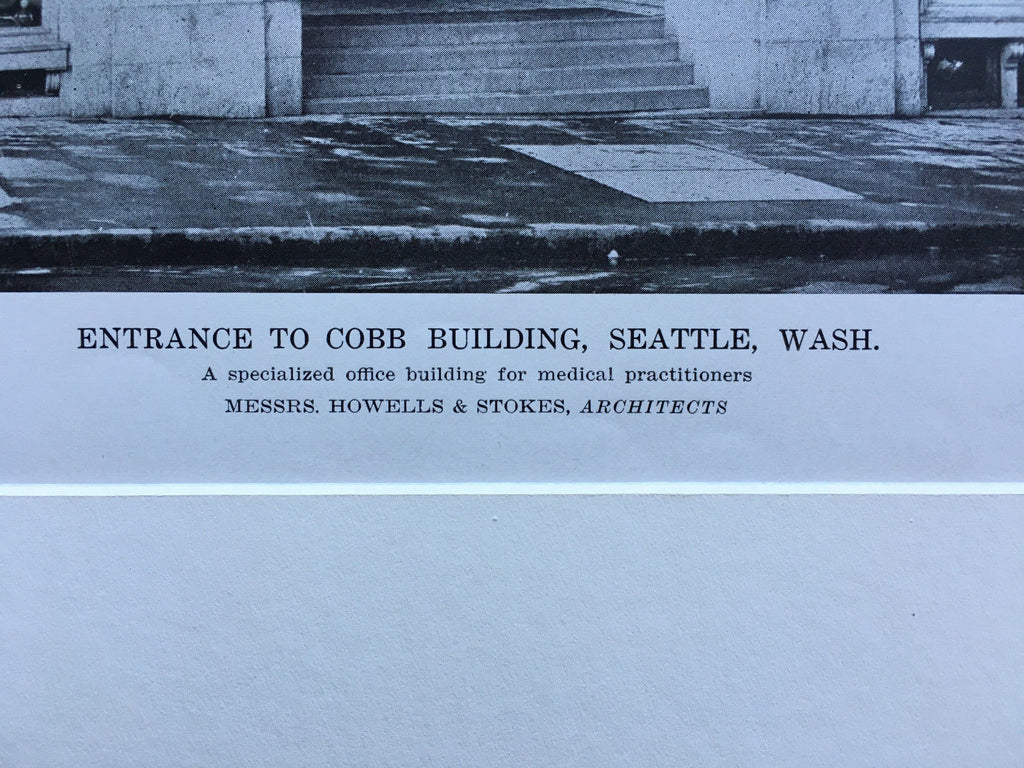 ENTRANCE TO COBB BUILDING, SEATTLE, WASH.
A specialized office building for medical practitioners
MESSRS. HOWELLS & STOKES, ARCHITECTS